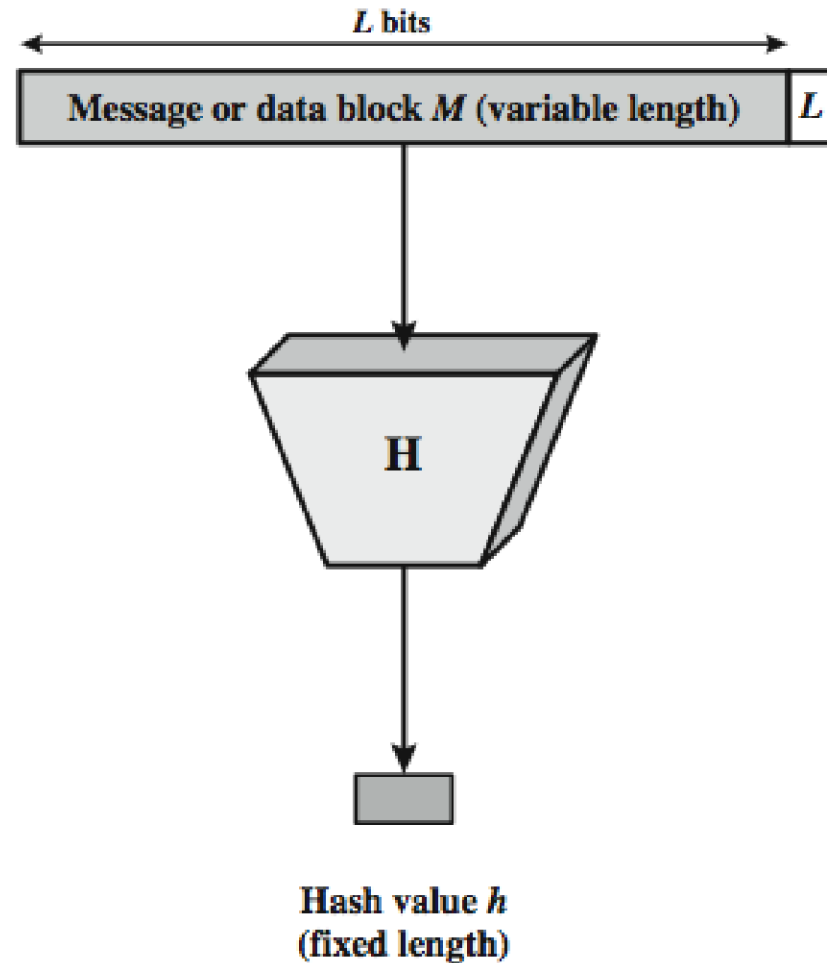 L bits
Message or data block M (variable length) L
H
Hash value h
(fixed length)